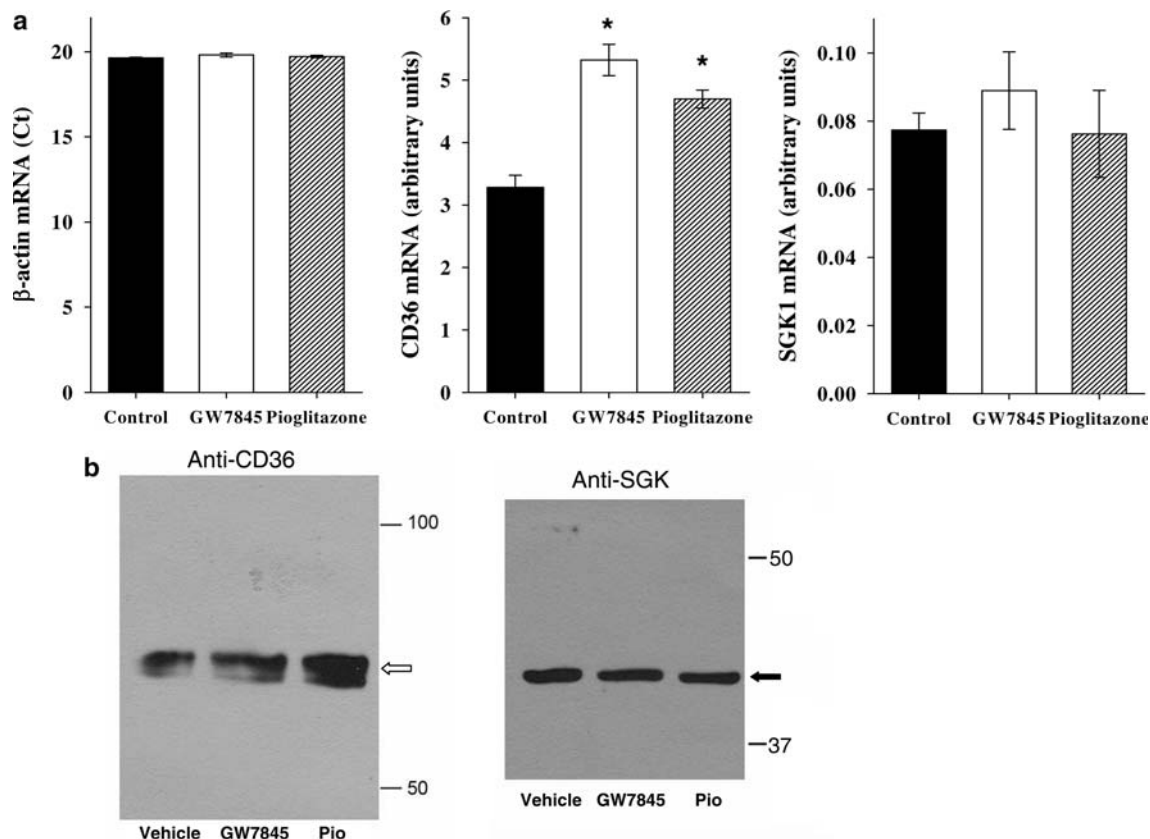 a
β-actin mRNA (Ct)
20
15
10
5
0
Control GW7845 Pioglitazone
CD36 mRNA (arbitrary units)
6
5
4
3
2
1
0
*
*
Control GW7845 Pioglitazone
SGK1 mRNA (arbitrary units)
0.10
0.08
0.06
0.04
0.02
0.00
Control GW7845 Pioglitazone
b
Anti-CD36
100
50
Vehicle GW7845 Pio
Anti-SGK
50
37
Vehicle GW7845 Pio